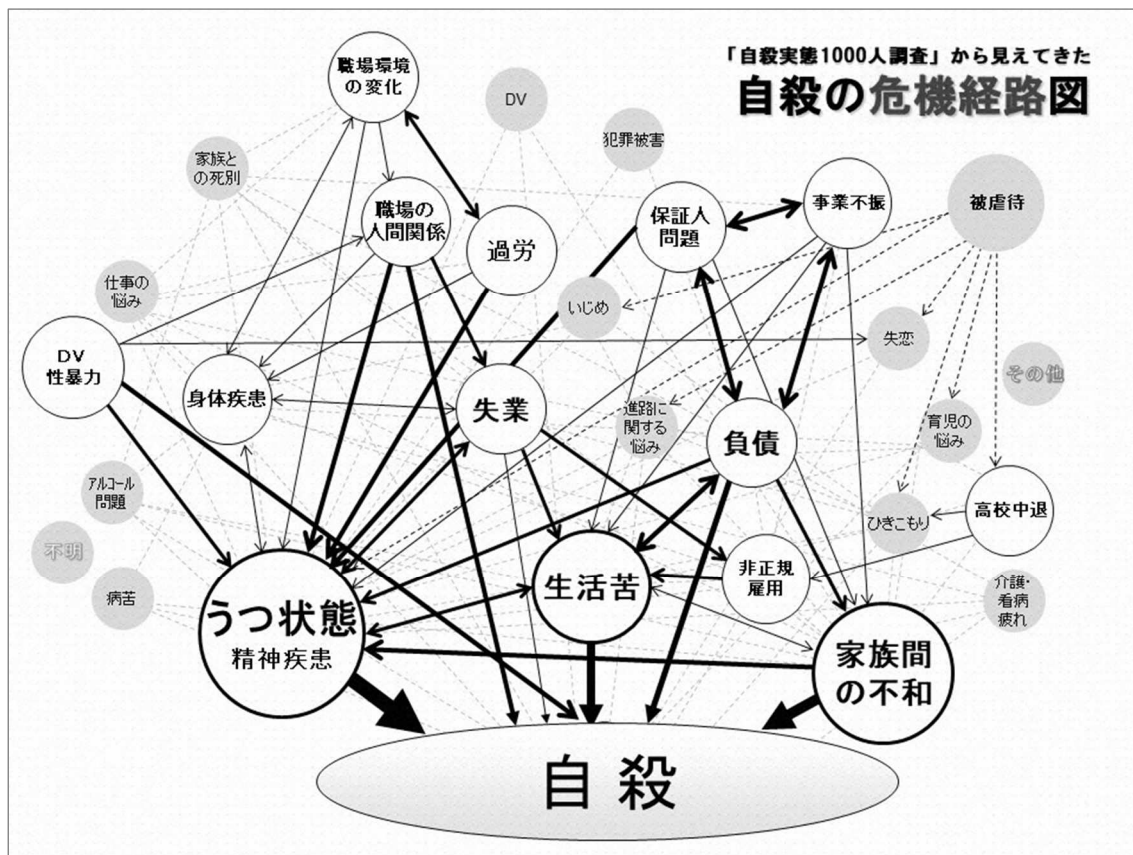 「自殺実態1000人調査」から見えてきた
自殺の危機経路図
職場環境
の変化
DV
犯罪被害
家族と
の死別
職場の
人間関係
過労
保証人
問題
事業不振
被虐待
仕事の
悩み
いじめ
DV
性暴力
失恋
その他
身体疾患
失業
進路に
関する
悩み
負債
育児の
悩み
アルコール
問題
ひきこもり
高校中退
不明
病苦
うつ状態
精神疾患
生活苦
非正規
雇用
介護・
看病
疲れ
家族間
の不和
自殺